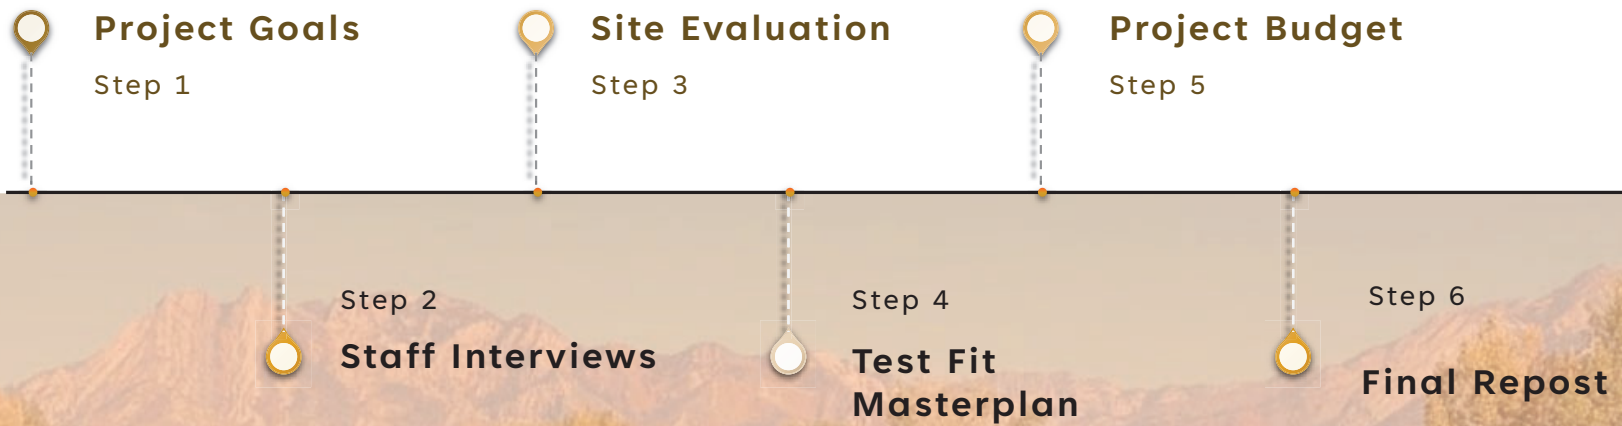 Project Goals
Step 1
Site Evaluation
Step 3
Project Budget
Step 5
Step 2
Staff Interviews
Step 4
Test Fit
Masterplan
Step 6
Final Repost